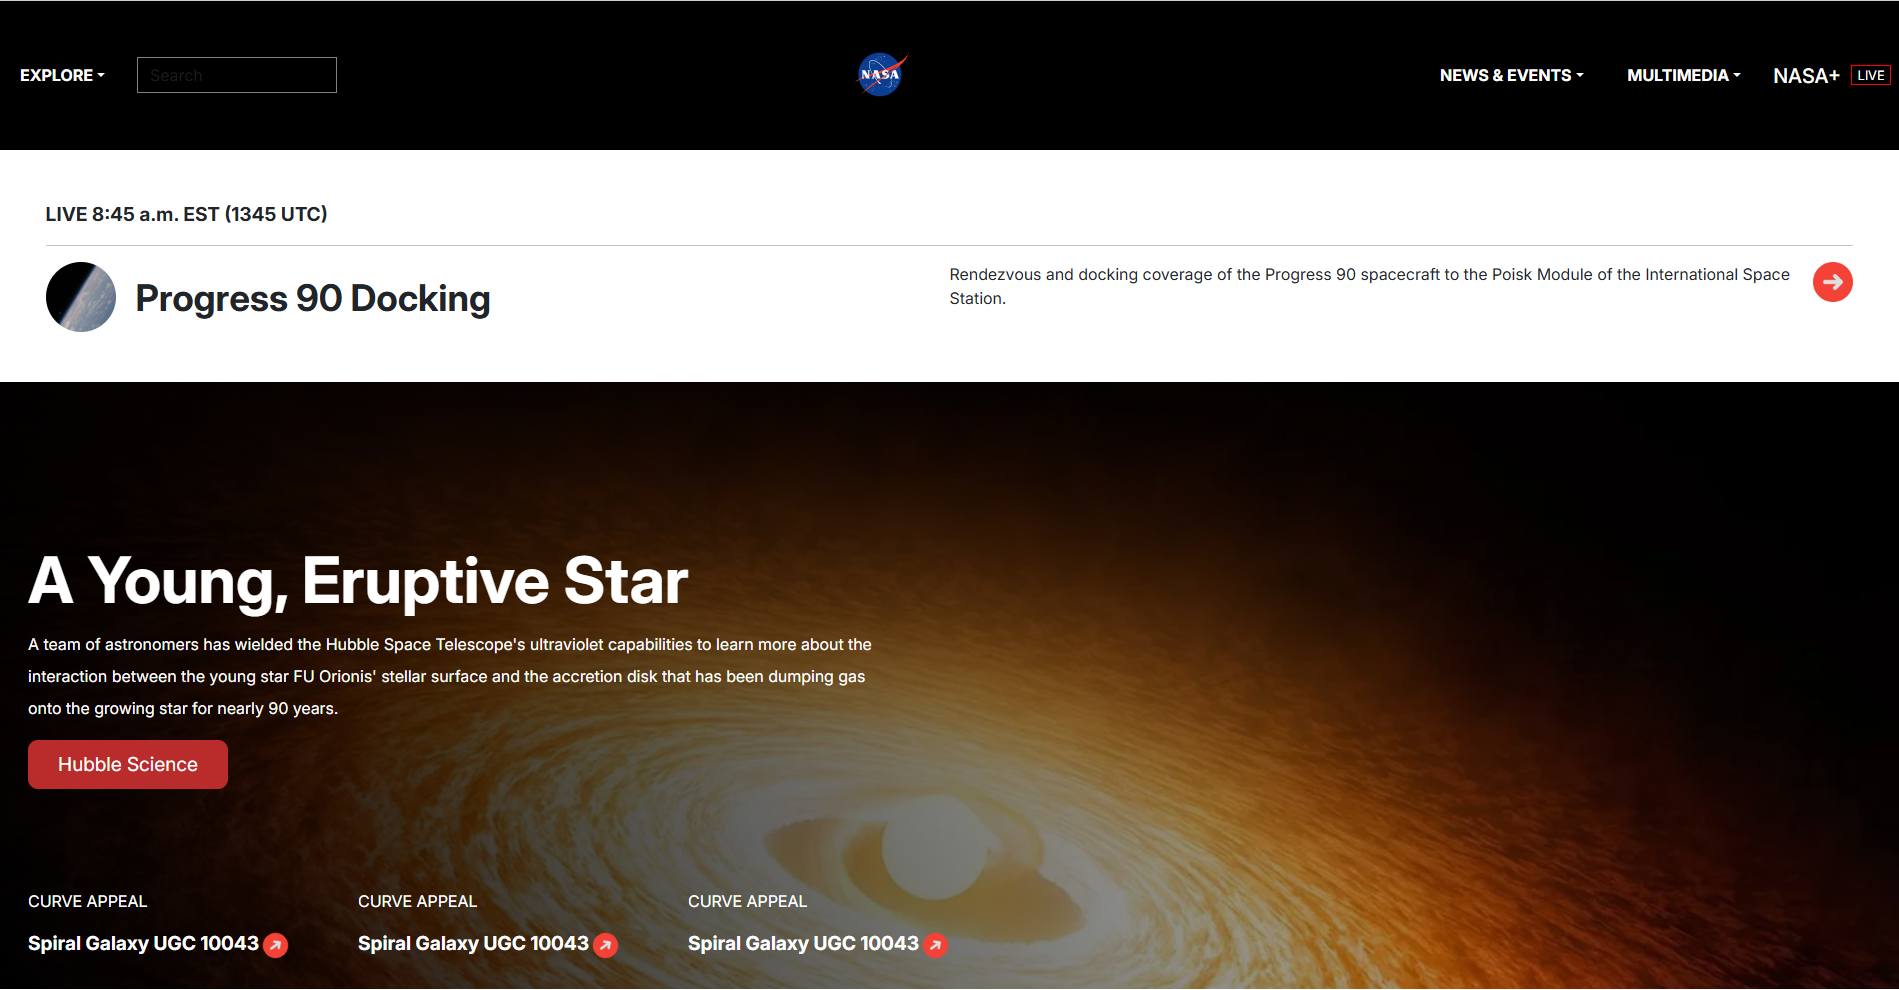 EXPLORE
Search
NASA
NEWS & EVENTS
MULTIMEDIA
NASA+
LIVE
LIVE 8:45 a.m. EST (1345 UTC)
Progress 90 Docking
Rendezvous and docking coverage of the Progress 90 spacecraft to the Poisk Module of the International Space
Station.
A Young, Eruptive Star
A team of astronomers has wielded the Hubble Space Telescope's ultraviolet capabilities to learn more about the
interaction between the young star FU Orionis' stellar surface and the accretion disk that has been dumping gas
onto the growing star for nearly 90 years.
Hubble Science
CURVE APPEAL
Spiral Galaxy UGC 10043
CURVE APPEAL
Spiral Galaxy UGC 10043
CURVE APPEAL
Spiral Galaxy UGC 10043